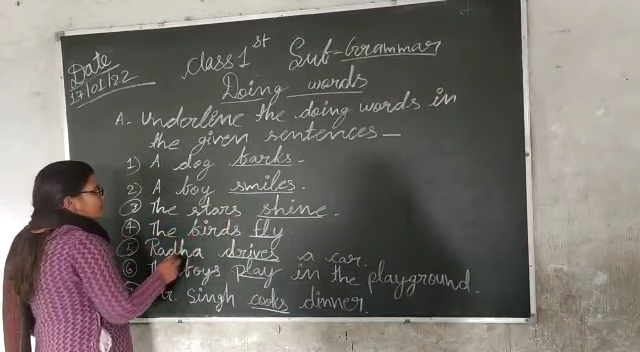 Date
17/01/22
Class 1st Sub-Grammar
Doing words
A- Underline the doing words in
the given sentences—
1) A dog barks.
2) A boy smiles.
3 The stars shine.
4 The birds fly.
5 Radha drives a car.
6 boys play in the playground.
Singh cooks dinner.